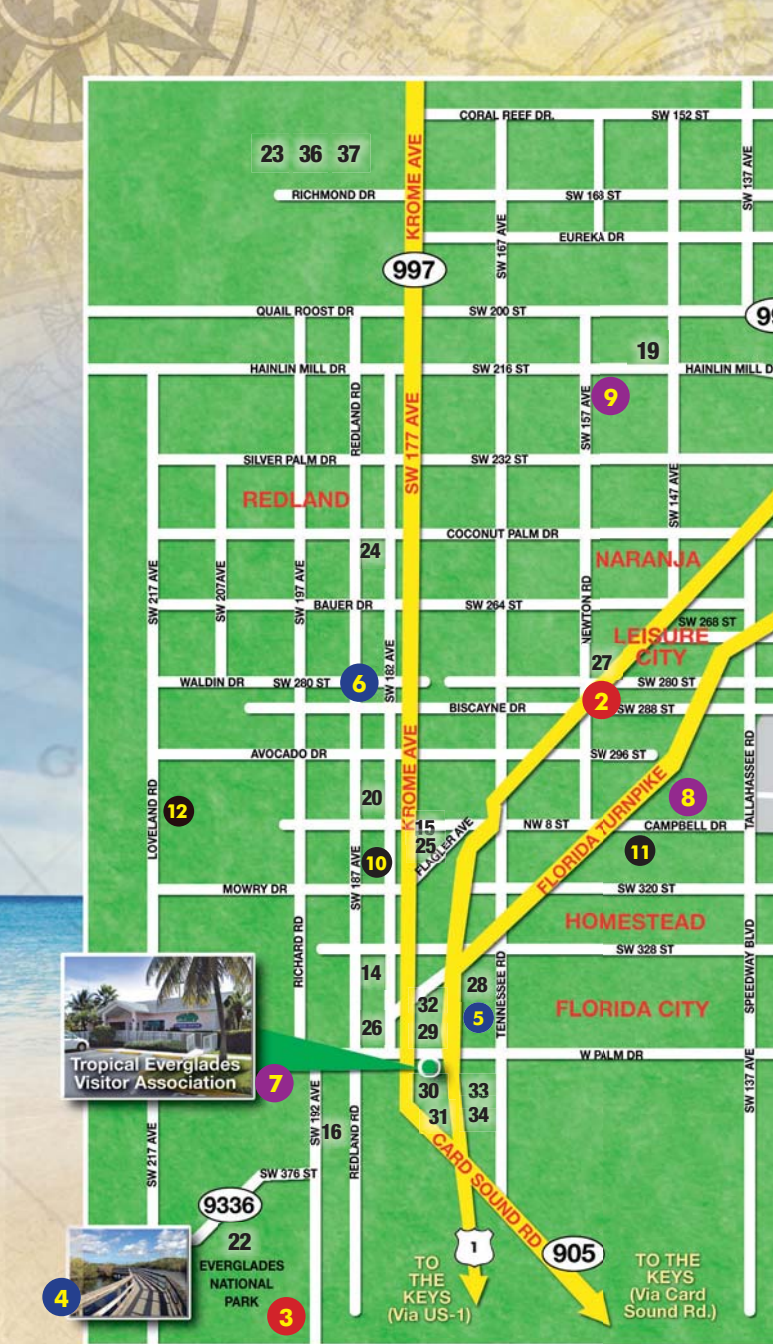 CORAL REEF DR.
SW 152 ST
KROME AVE
SW 137 AVE
23 36 37
RICHMOND DR
SW 168 ST
SW 167 AVE
EUREKA DR
997
QUAIL ROOST DR
SW 200 ST
19
HAINLIN MILL DR
SW 216 ST
HAINLIN MILL D
REDLAND RD
SW 177 AVE
SW 157 AVE
9
SILVER PALM DR
SW 232 ST
REDLAND
SW 147 AVE
COCONUT PALM DR
24
NARANJA
SW 217 AVE
SW 207AVE
SW 197 AVE
NEWTON RD
BAUER DR
SW 264 ST
SW 268 ST
LEISURE
CITY
27
SW 182 AVE
WALDIN DR
SW 280 ST
6
SW 280 ST
2
BISCAYNE DR
SW 288 ST
AVOCADO DR
SW 296 ST
KROME AVE
TALLAHASSEE RD
LOVELAND RD
12
20
8
15
25
FLAGLER AVE
NW 8 ST
CAMPBELL DR
FLORIDA TURNPIKE
10
11
SW 187 AVE
MOWRY DR
SW 320 ST
HOMESTEAD
RICHARD RD
SW 328 ST
SPEEDWAY BLVD
14
28
TENNESSEE RD
32
FLORIDA CITY
26
29
5
W PALM DR
Tropical Everglades
Visitor Association
7
30
33
31
34
SW 137 AVE
SW 192 AVE
16
REDLAND RD
SW 217 AVE
CARD SOUND RD
SW 376 ST
9336
22
EVERGLADES
NATIONAL
PARK
3
4
1
905
TO
THE
KEYS
(Via US-1)
TO THE
KEYS
(Via Card
Sound Rd.)